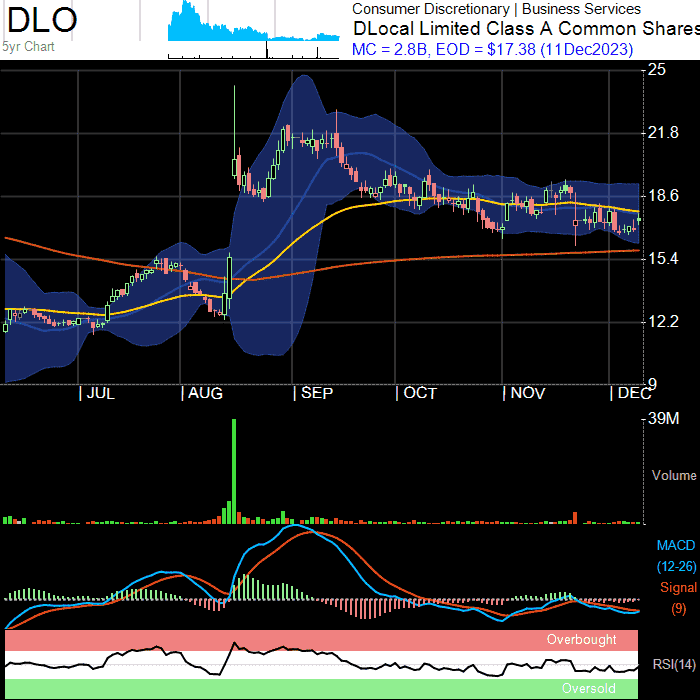 DLO
5yr Chart
Consumer Discretionary | Business Services
DLocal Limited Class A Common Shares
MC = 2.8B, EOD = $17.38 (11Dec2023)
25
21.8
18.6
15.4
12.2
9
| JUL | AUG | SEP | OCT | NOV | DEC
39M
Volume
MACD
(12-26)
Signal
(9)
Overbought
RSI(14)
Oversold